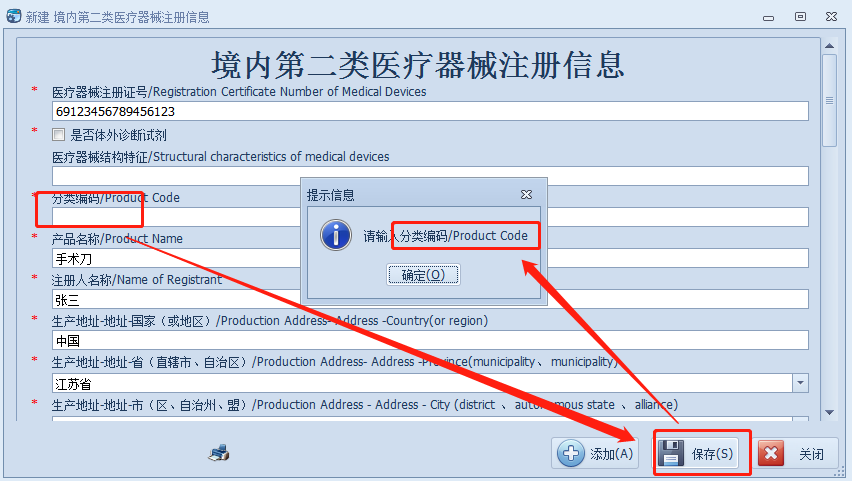 新建 境内第二类医疗器械注册信息
境内第二类医疗器械注册信息
* 医疗器械注册证号/Registration Certificate Number of Medical Devices
69123456789456123
* 是否体外诊断试剂
医疗器械结构特征/Structural characteristics of medical devices
* 分类编码/Product Code
提示信息
请输入分类编码/Product Code
确定(O)
* 产品名称/Product Name
手术刀
* 注册人名称/Name of Registrant
张三
* 生产地址-地址-国家（或地区）/Production Address- Address -Country(or region)
中国
* 生产地址-地址-省（直辖市、自治区）/Production Address- Address -Province(municipality、 municipality)
江苏省
* 生产地址-地址-市（区、自治州、盟）/Production Address - Address - City (district 、 autonomous state 、 alliance)
添加(A)
保存(S)
关闭